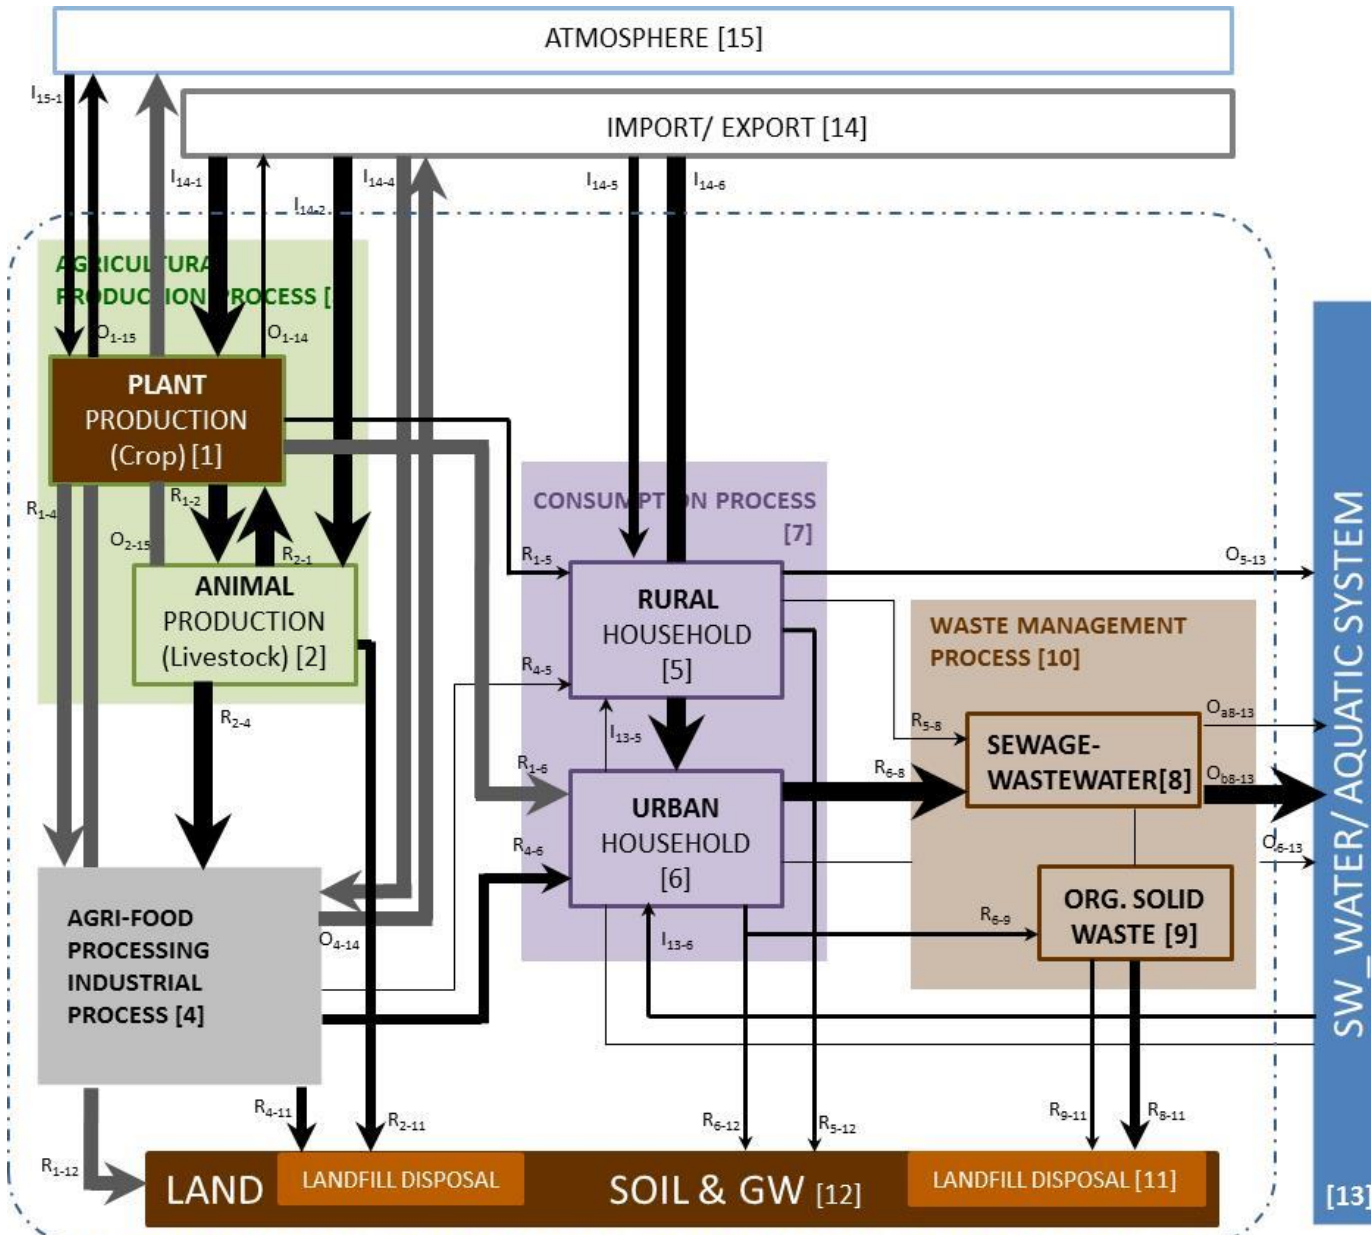 ATMOSPHERE [15]
I15-1
IMPORT/ EXPORT [14]
I14-1
I14-2
I14-4
I14-5
I14-6
AGRICULTURA
PRODUCTION PROCESS [
O1-15
O1-14
PLANT
PRODUCTION
(Crop) [1]
R1-4
O2-15
R1-2
R2-1
ANIMAL
PRODUCTION
(Livestock) [2]
R2-4
CONSUMPTION PROCESS
[7]
R1-5
RURAL
HOUSEHOLD
[5]
R4-5
I13-5
R1-6
URBAN
HOUSEHOLD
[6]
R4-6
O5-13
WASTE MANAGEMENT
PROCESS [10]
R5-8
SEWAGE-
WASTEWATER[8]
Oa8-13
R6-8
Ob8-13
O6-13
ORG. SOLID
WASTE [9]
R6-9
I13-6
AGRI-FOOD
PROCESSING
INDUSTRIAL
PROCESS [4]
O4-14
R4-11
R2-11
R6-12
R5-12
R9-11
R8-11
R1-12
LAND
LANDFILL DISPOSAL
SOIL & GW [12]
LANDFILL DISPOSAL [11]
SW_WATER/ AQUATIC SYSTEM
[13]